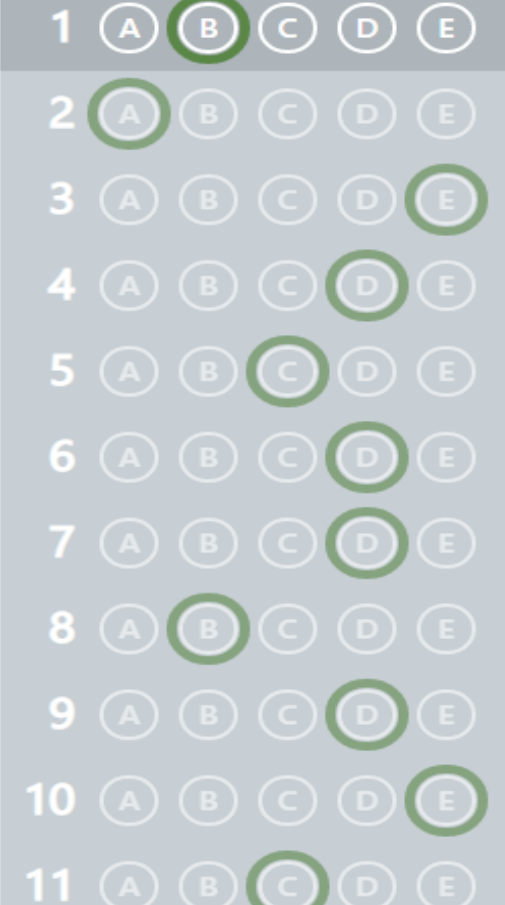 1 A B C D E
2 A B C D E
3 A B C D E
4 A B C D E
5 A B C D E
6 A B C D E
7 A B C D E
8 A B C D E
9 A B C D E
10 A B C D E
11 A B C D E